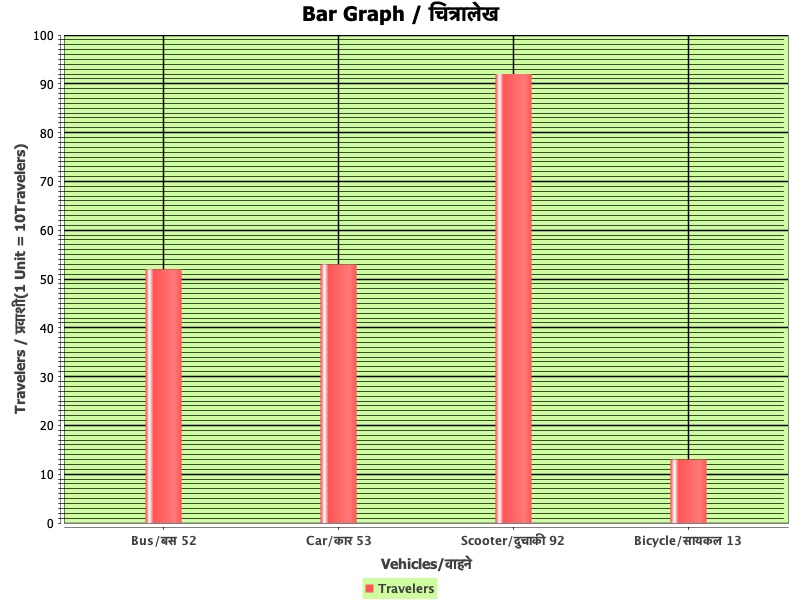 Bar Graph / चित्रालेख
Travelers / प्रवाशी(1 Unit = 10Travelers)
100
90
80
70
60
50
40
30
20
10
0
Bus/बस 52
Car/कार 53
Scooter/दुचाकी 92
Bicycle/सायकल 13
Vehicles/वाहने
Travelers